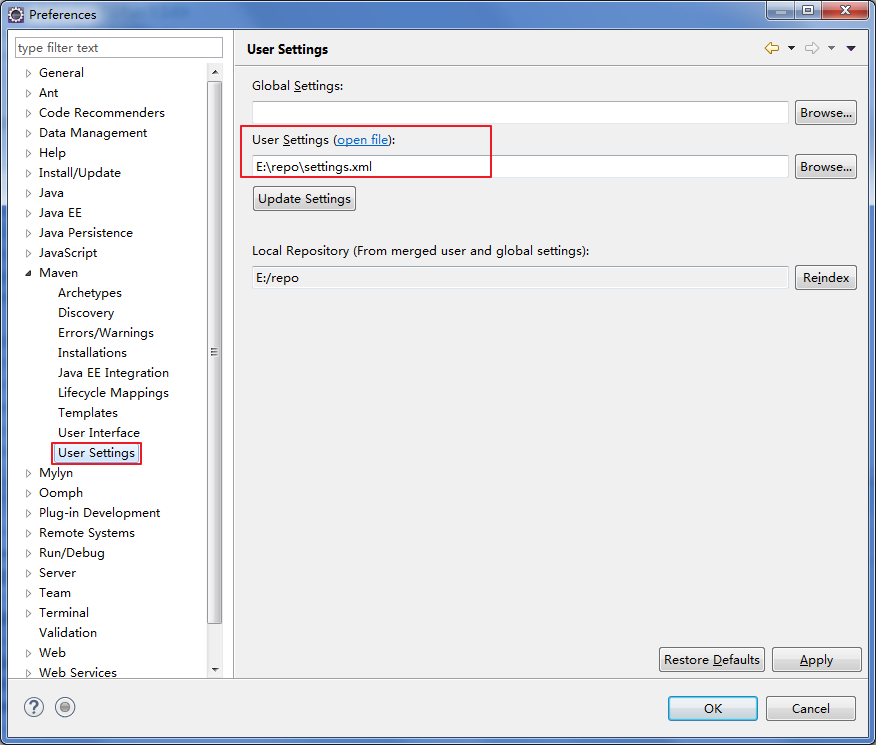 Preferences
type filter text
General
Ant
Code Recommenders
Data Management
Help
Install/Update
Java
Java EE
Java Persistence
JavaScript
Maven
Archetypes
Discovery
Errors/Warnings
Installations
Java EE Integration
Lifecycle Mappings
Templates
User Interface
User Settings
Mylyn
Oomph
Plug-in Development
Remote Systems
Run/Debug
Server
Team
Terminal
Validation
Web
Web Services
User Settings
Global Settings:
Browse...
User Settings (open file):
E:\repo\settings.xml
Browse...
Update Settings
Local Repository (From merged user and global settings):
E:/repo
Reindex
Restore Defaults
Apply
?
OK
Cancel